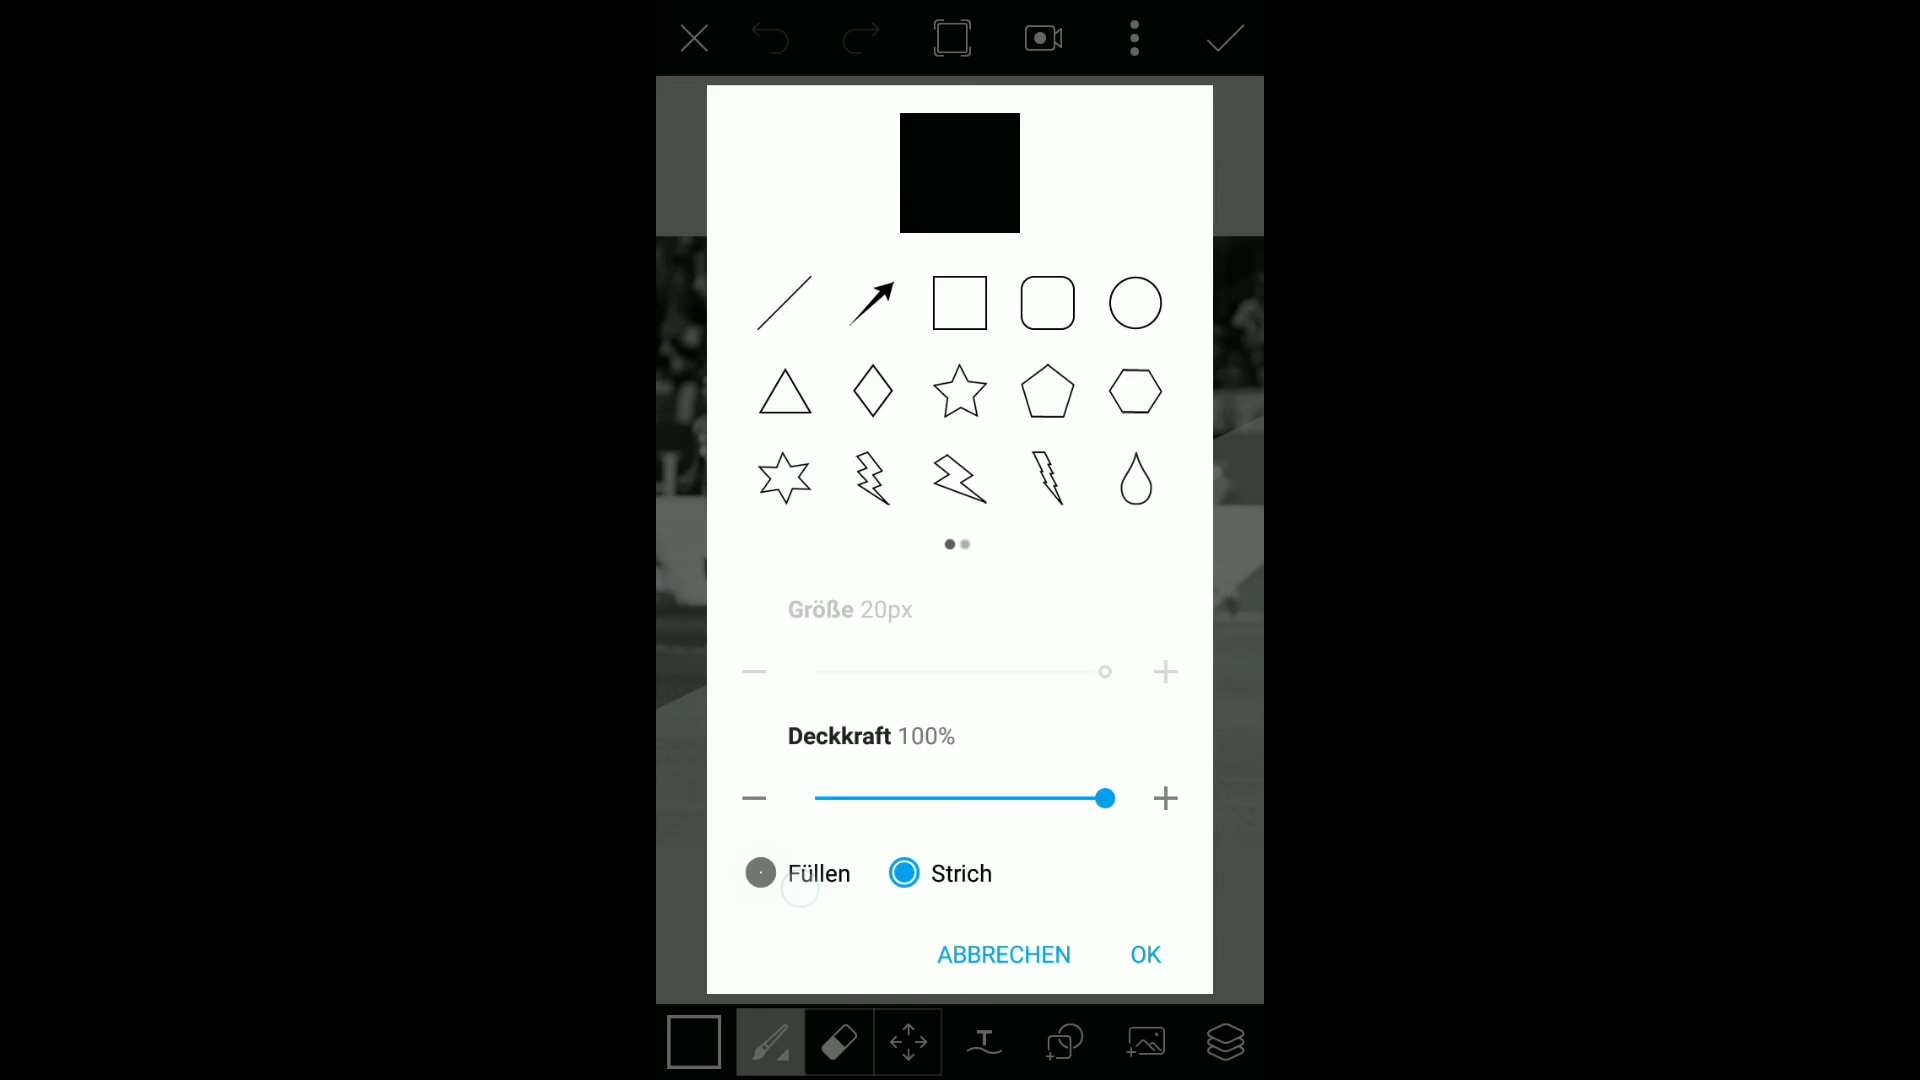 Größe 20px
Deckkraft 100%
Füllen Strich
ABBRECHEN OK
T